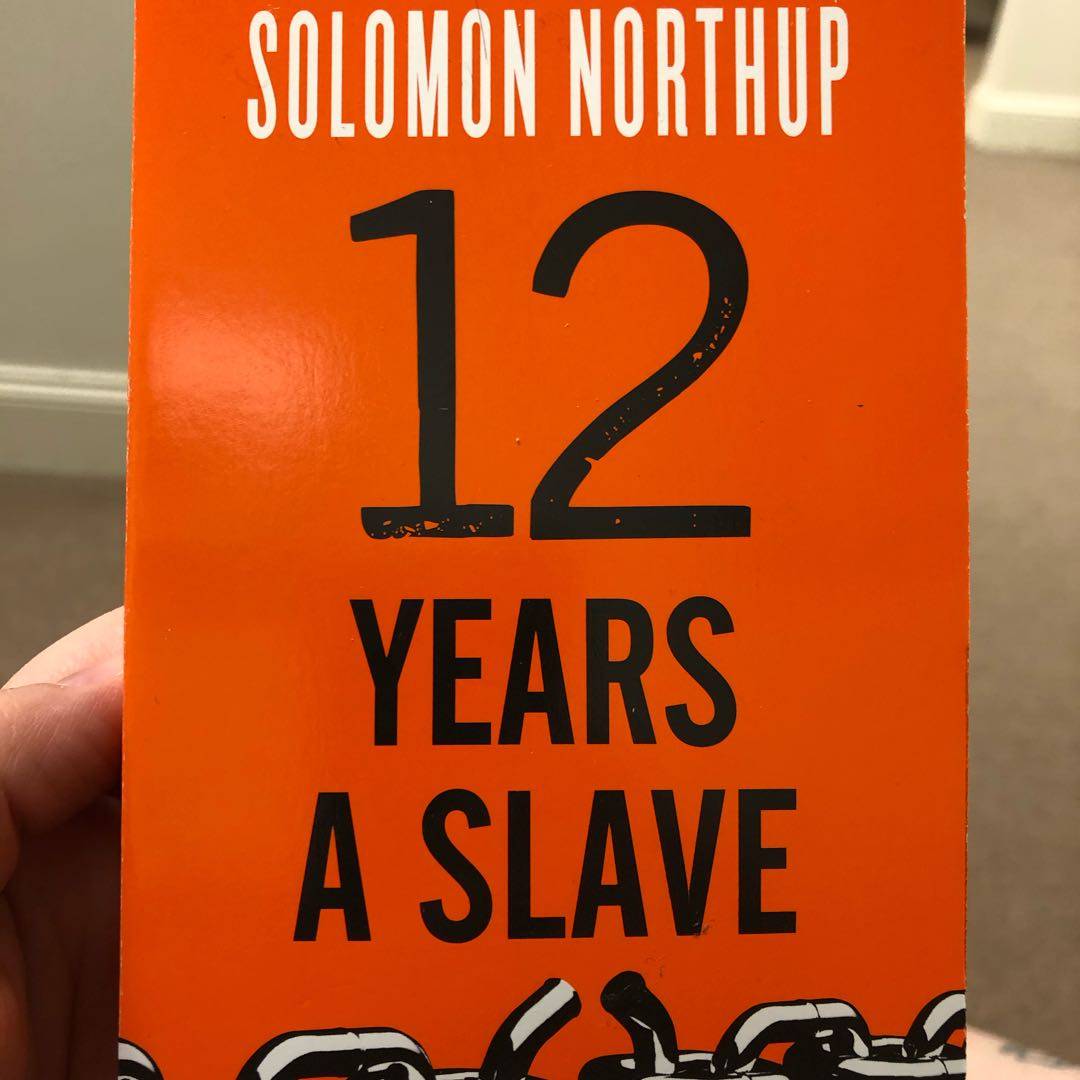 SOLOMON NORTHUP
12
YEARS
A SLAVE